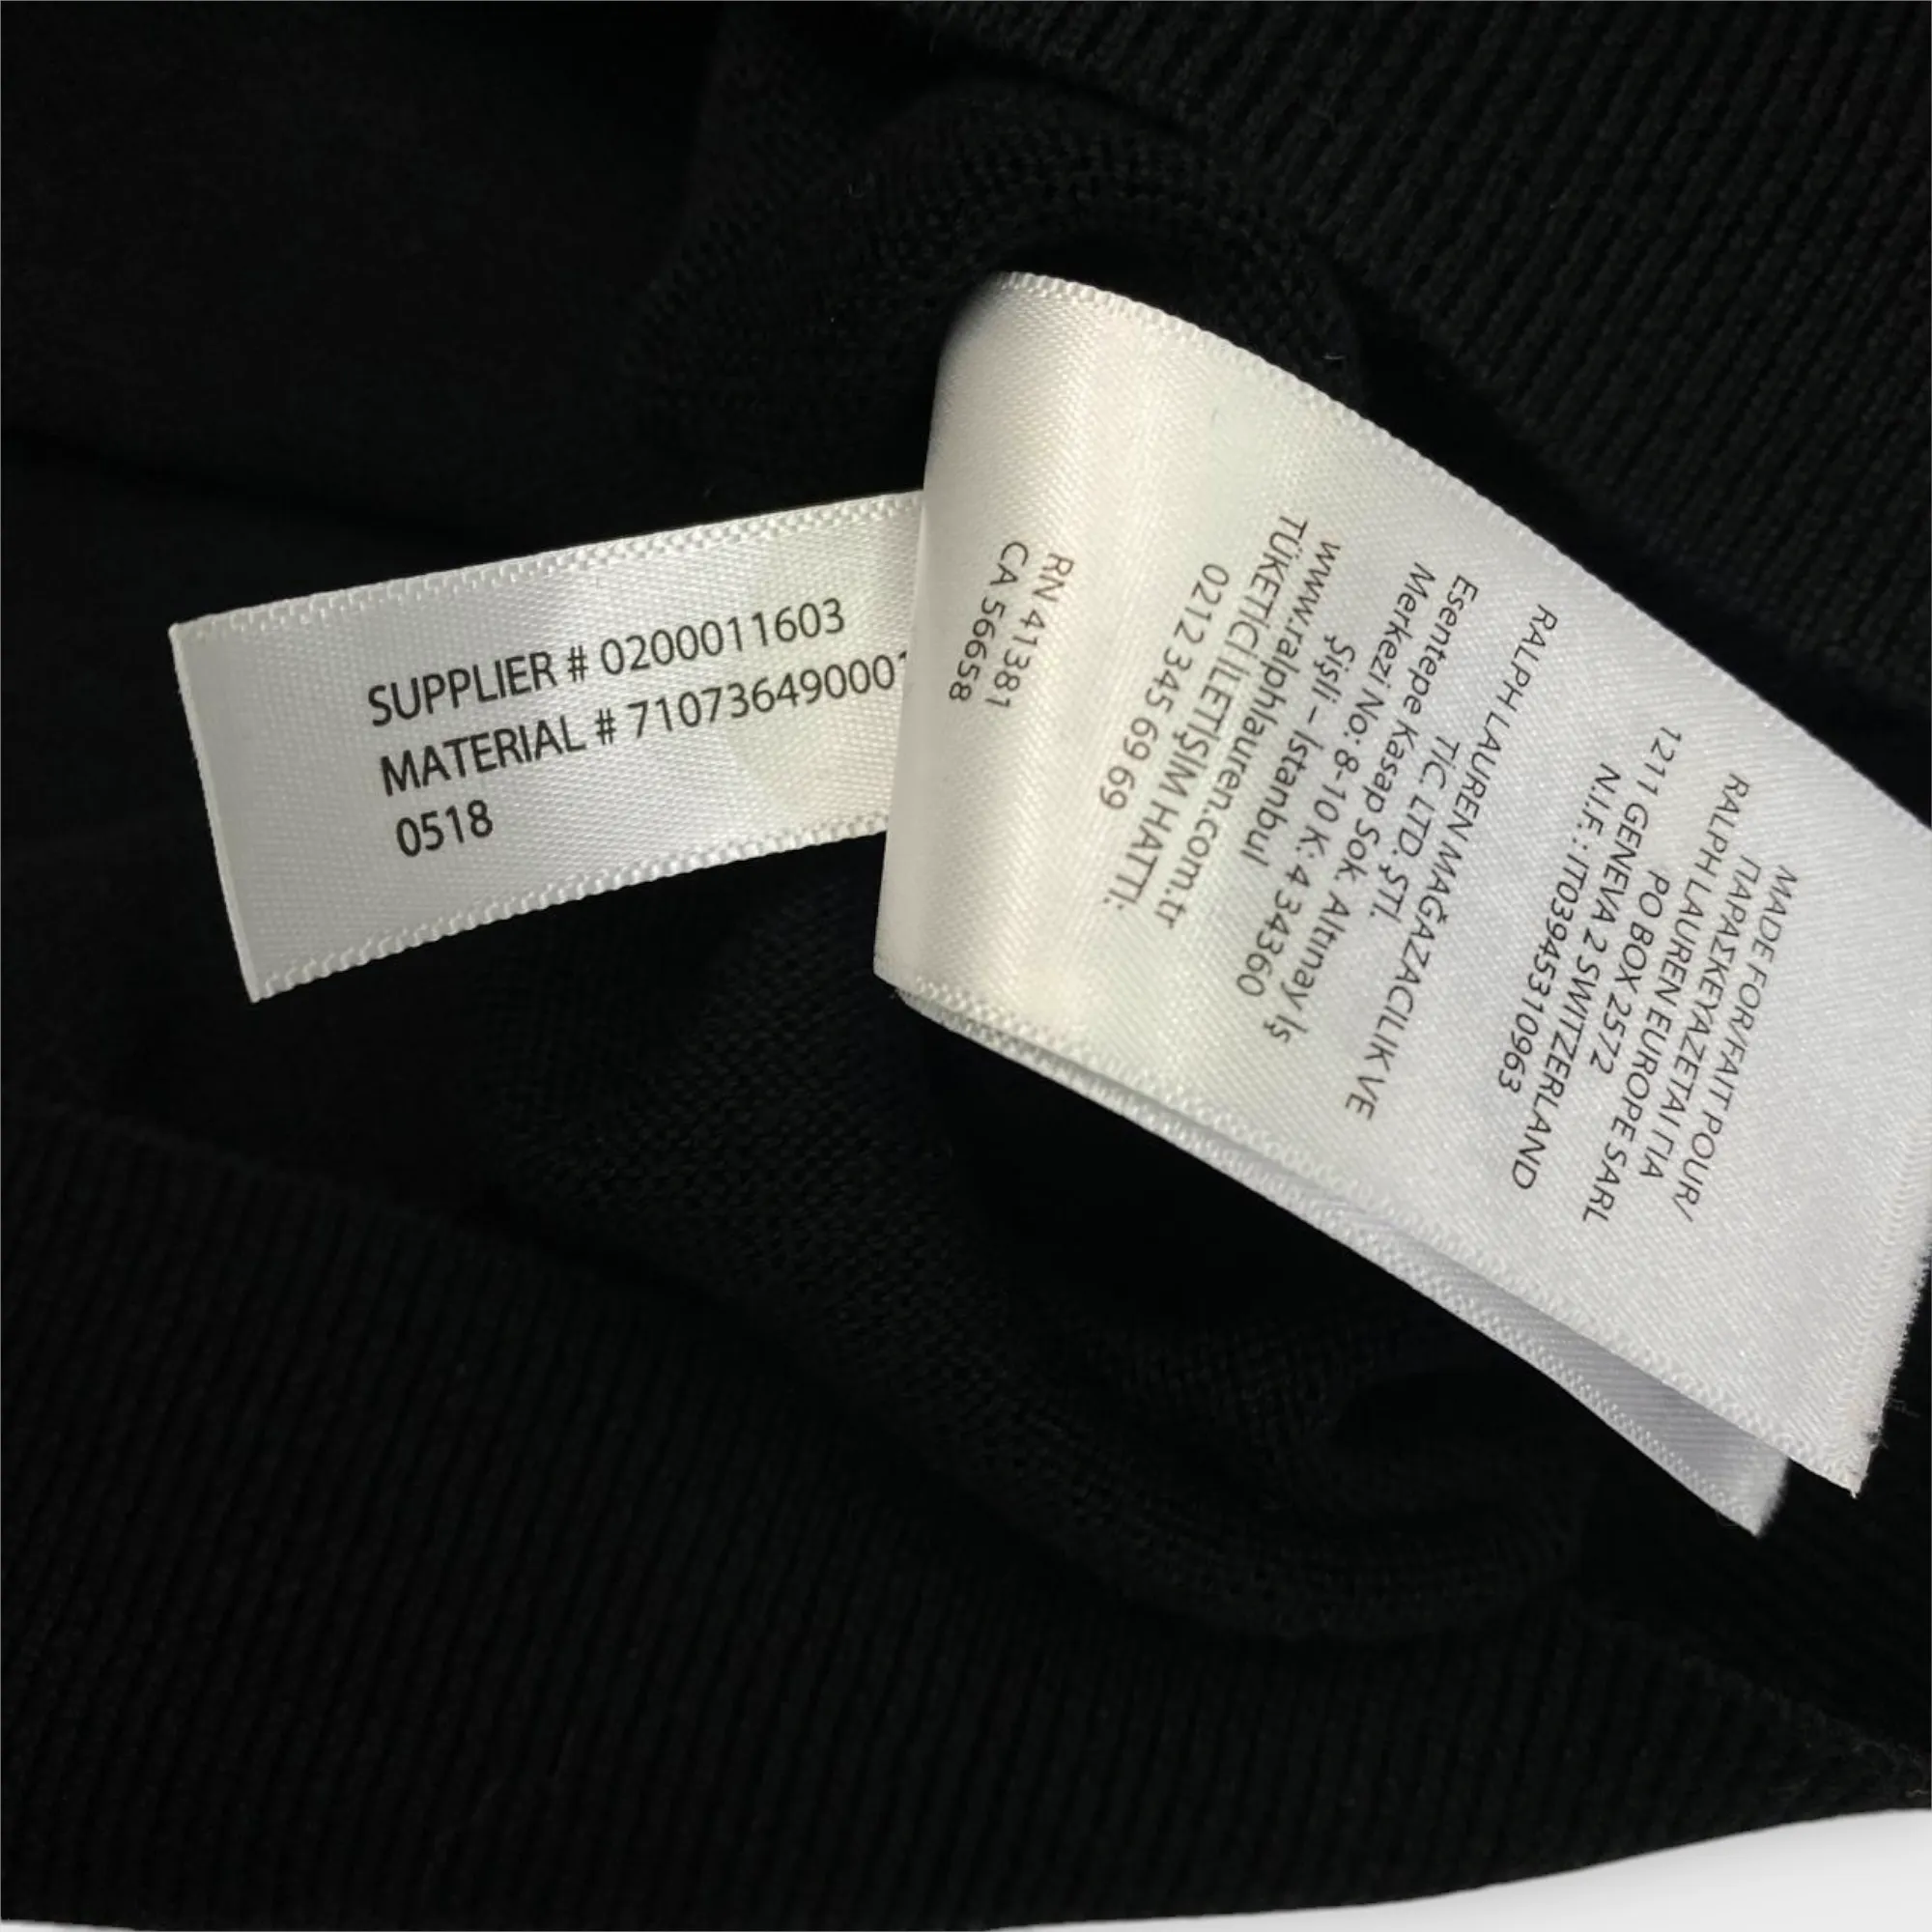 SUPPLIER # 0200011603
MATERIAL # 710736490001
0518
MADE FOR/FAIT POUR/
ΠΑΡΑΣΚΕΥΑΖΕΤΑΙ ΓΙΑ
RALPH LAUREN EUROPE SARL
PO BOX 2572
1211 GENEVA 2 SWITZERLAND
N.I.F.: IT03945310963
RALPH LAUREN MAĞAZACILIK VE
TİC. LTD. ŞTİ.
Esentepe Kasap Sok. Altınay İş
Merkezi No: 8-10 K: 4 34360
Şişli – İstanbul
www.ralphlauren.com.tr
TÜKETİCİ İLETİŞİM HATTI:
0212 345 69 69
RN 41381
CA 56658